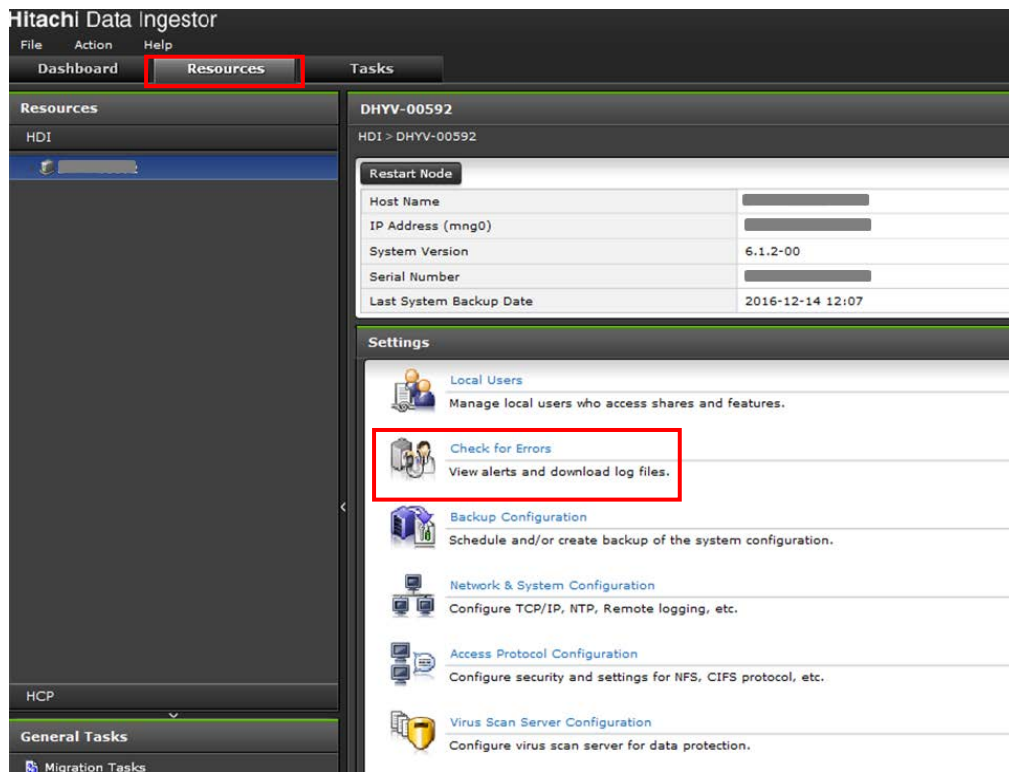 Hitachi Data Ingestor
File Action Help
Dashboard Resources Tasks
Resources
HDI
DHYV-00592
HDI > DHYV-00592
Restart Node
Host Name
IP Address (mng0)
System Version 6.1.2-00
Serial Number
Last System Backup Date 2016-12-14 12:07
Settings
Local Users
Manage local users who access shares and features.
Check for Errors
View alerts and download log files.
Backup Configuration
Schedule and/or create backup of the system configuration.
Network & System Configuration
Configure TCP/IP, NTP, Remote logging, etc.
Access Protocol Configuration
Configure security and settings for NFS, CIFS protocol, etc.
Virus Scan Server Configuration
Configure virus scan server for data protection.
HCP
General Tasks
Migration Tasks